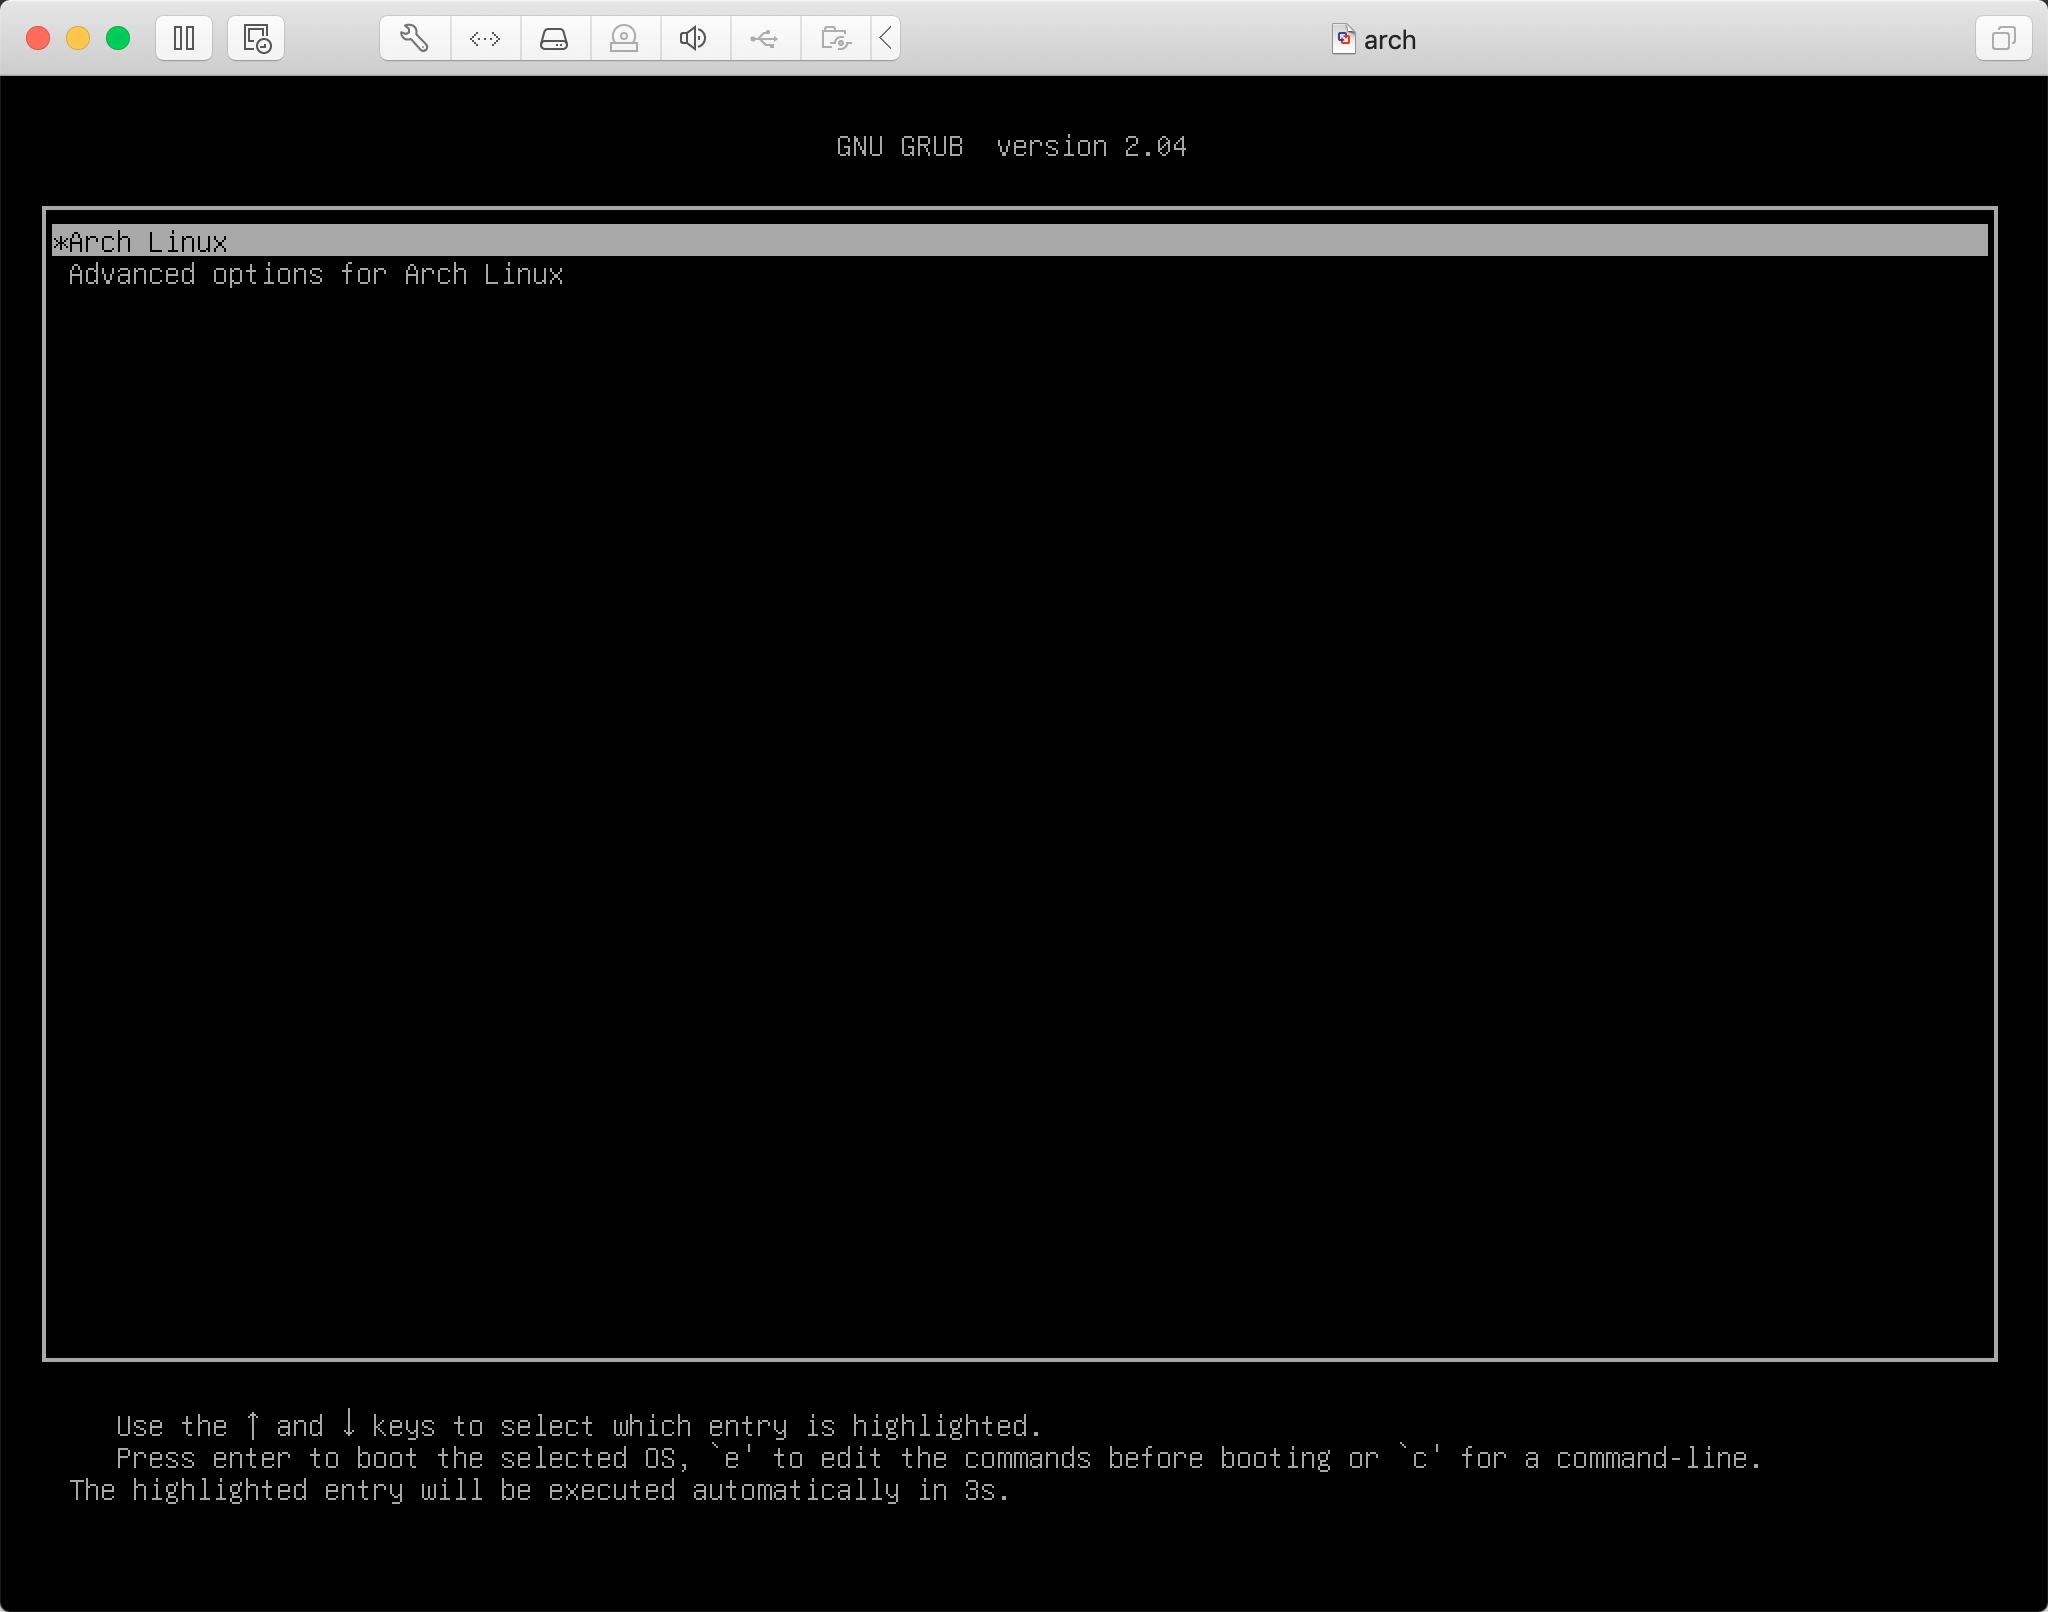 arch
GNU GRUB  version 2.04
*Arch Linux
Advanced options for Arch Linux
Use the ↑ and ↓ keys to select which entry is highlighted.
Press enter to boot the selected OS, `e' to edit the commands before booting or `c' for a command-line.
The highlighted entry will be executed automatically in 3s.